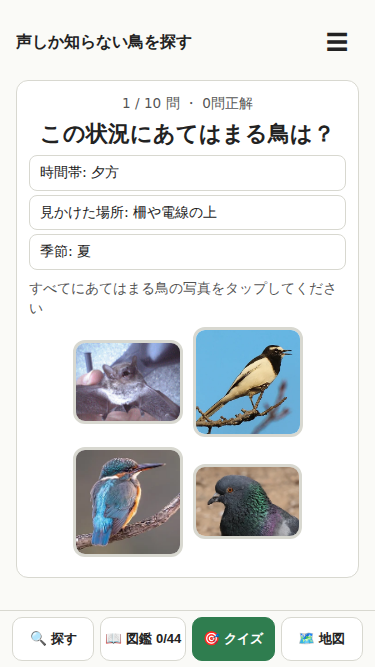 声しか知らない鳥を探す
1 / 10 問 ・ 0問正解
この状況にあてはまる鳥は？
時間帯: 夕方
見かけた場所: 柵や電線の上
季節: 夏
すべてにあてはまる鳥の写真をタップしてくださ
い
🔍 探す
📖 図鑑 0/44
🎯 クイズ
🗺️ 地図